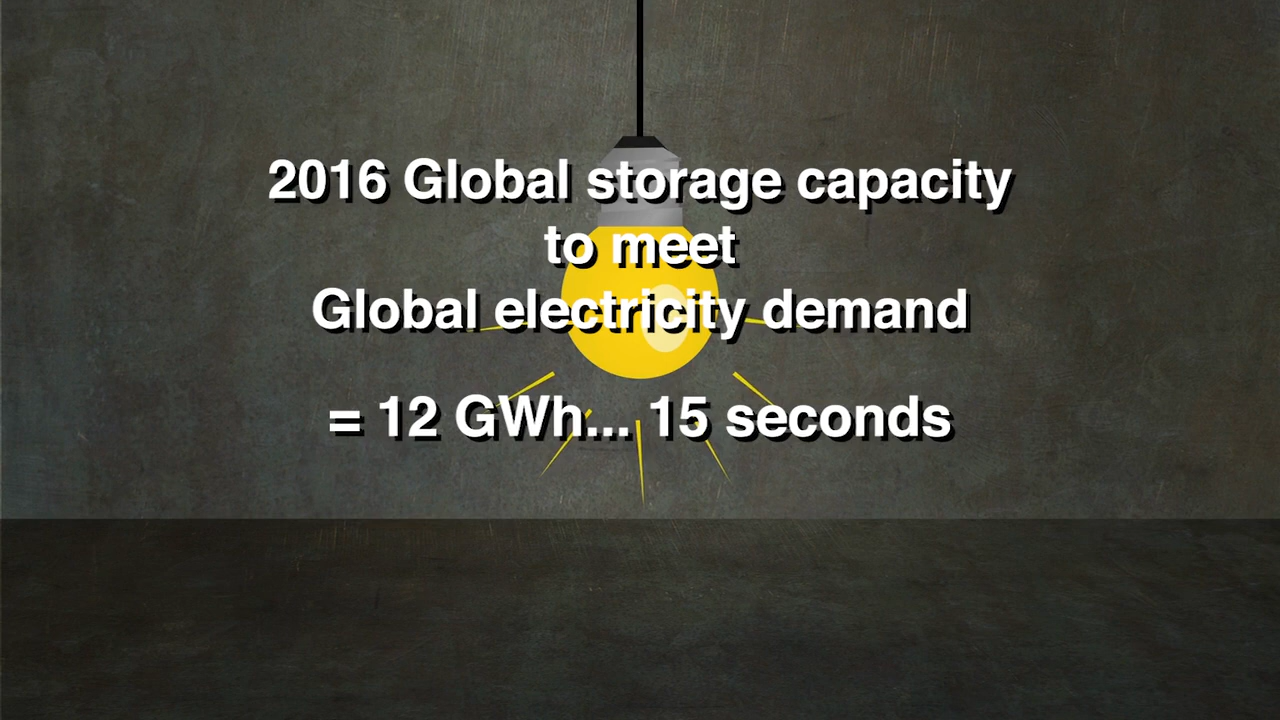 2016 Global storage capacity
to meet
Global electricity demand
= 12 GWh... 15 seconds